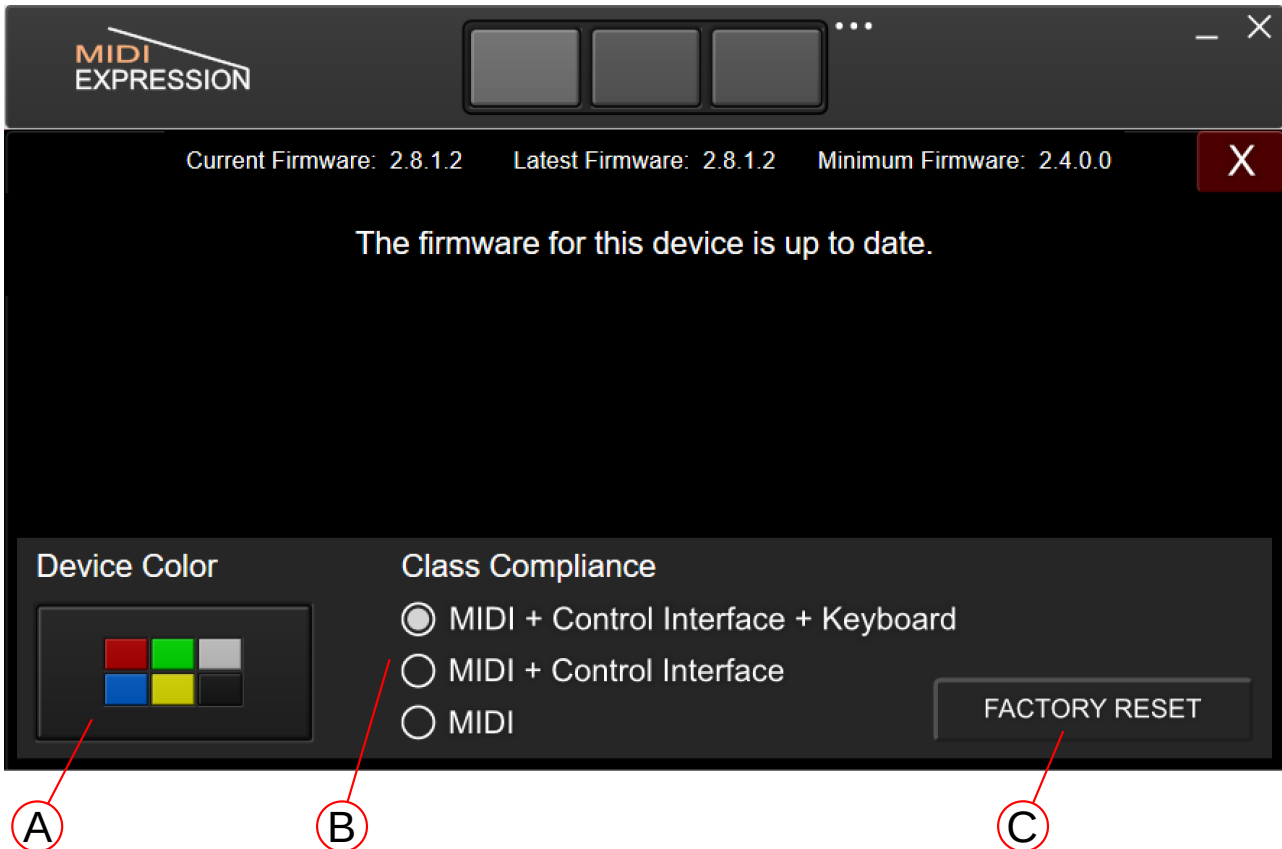 MIDI
EXPRESSION
Current Firmware: 2.8.1.2 Latest Firmware: 2.8.1.2 Minimum Firmware: 2.4.0.0 X
The firmware for this device is up to date.
Device Color Class Compliance
MIDI + Control Interface + Keyboard
MIDI + Control Interface
MIDI FACTORY RESET
A B C